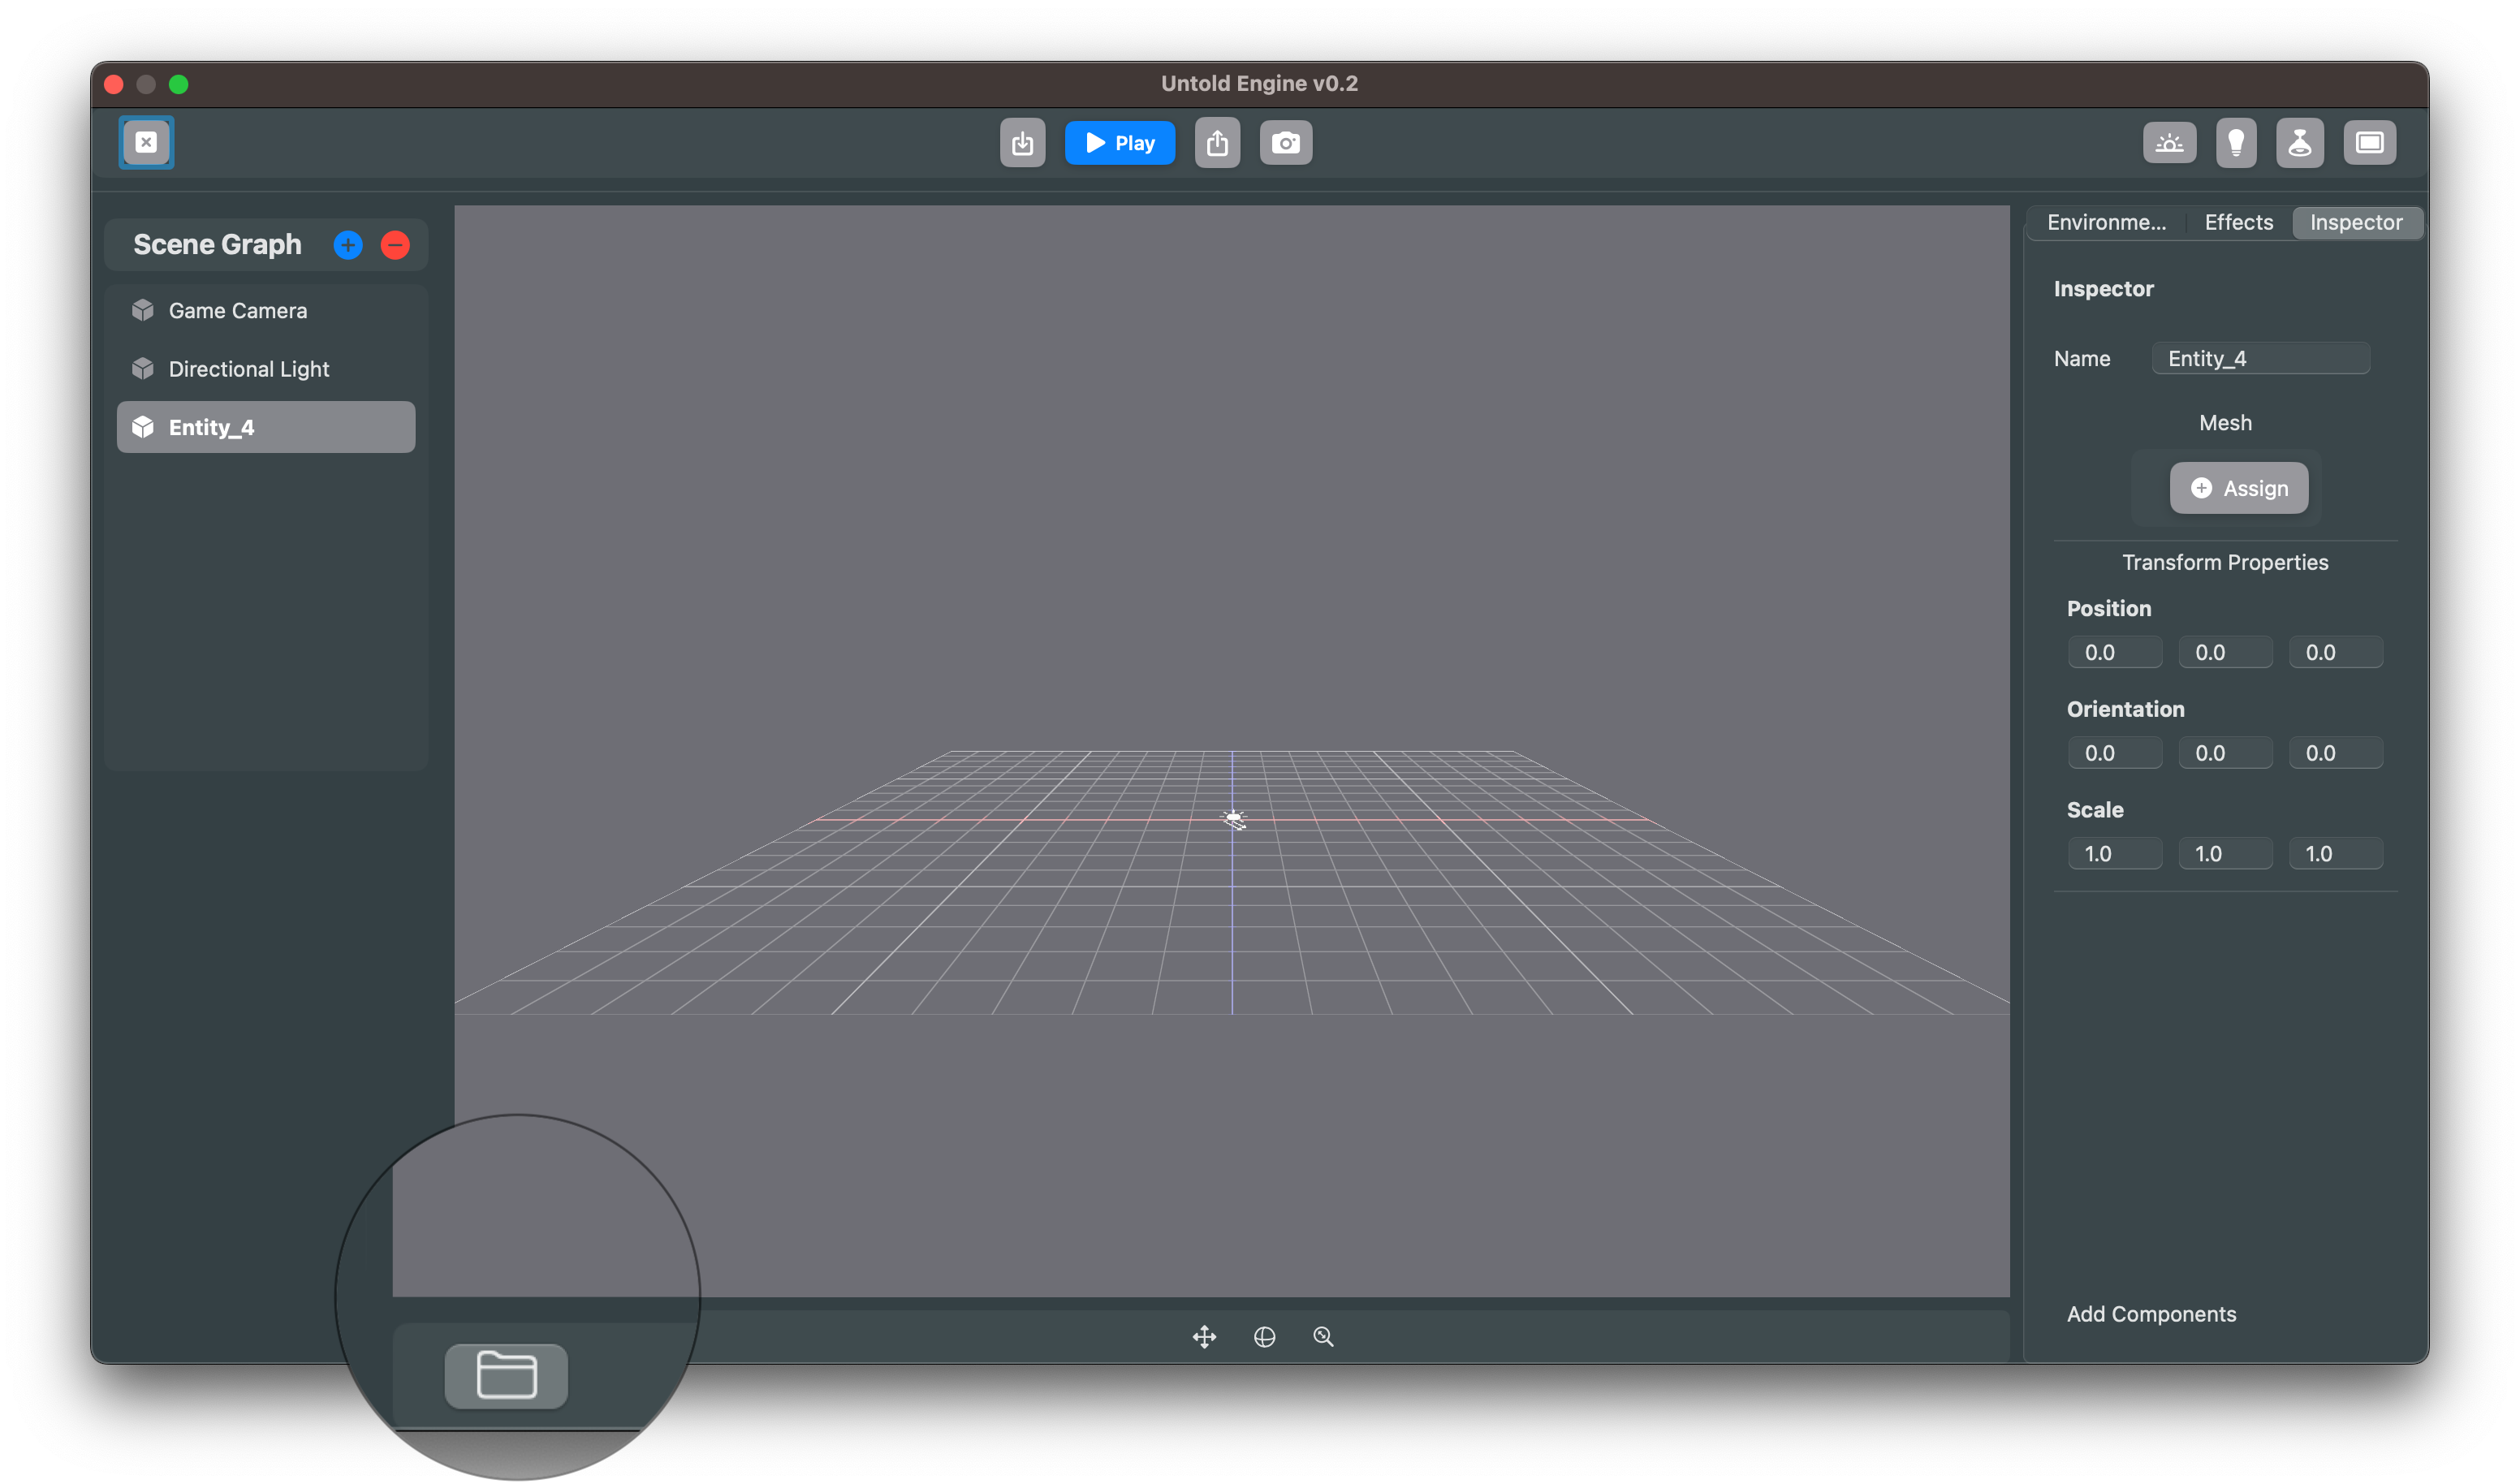 Untold Engine v0.2
Play
Scene Graph
Game Camera
Directional Light
Entity_4
Environme... Effects Inspector
Inspector
Name Entity_4
Mesh
Assign
Transform Properties
Position
0.0 0.0 0.0
Orientation
0.0 0.0 0.0
Scale
1.0 1.0 1.0
Add Components